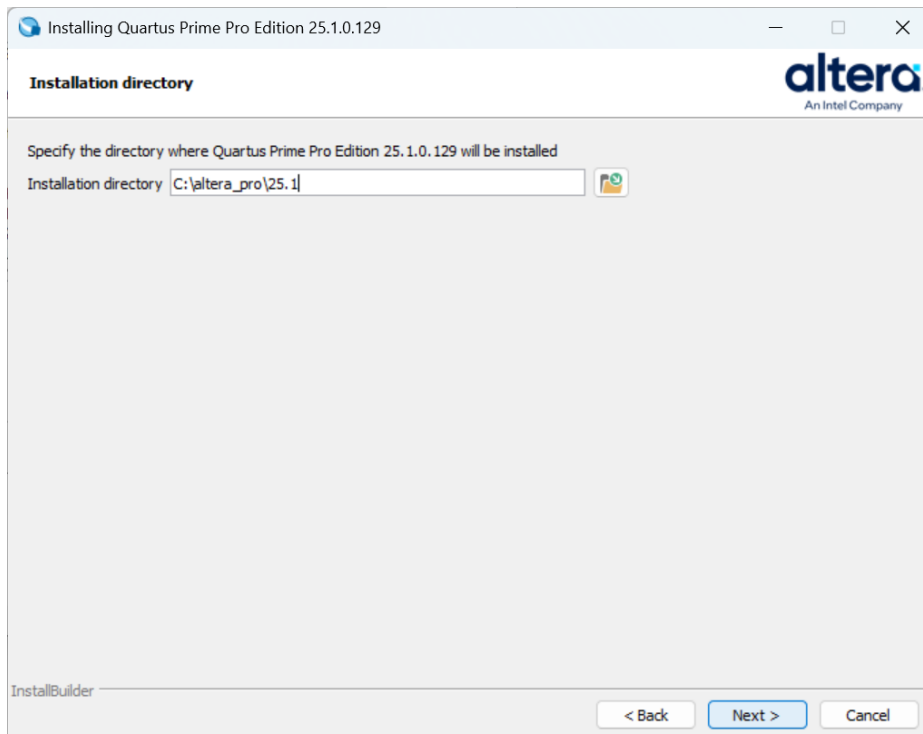 Installing Quartus Prime Pro Edition 25.1.0.129
Installation directory
altera
An Intel Company
Specify the directory where Quartus Prime Pro Edition 25.1.0.129 will be installed
Installation directory C:\altera_pro\25.1
InstallBuilder
< Back Next > Cancel